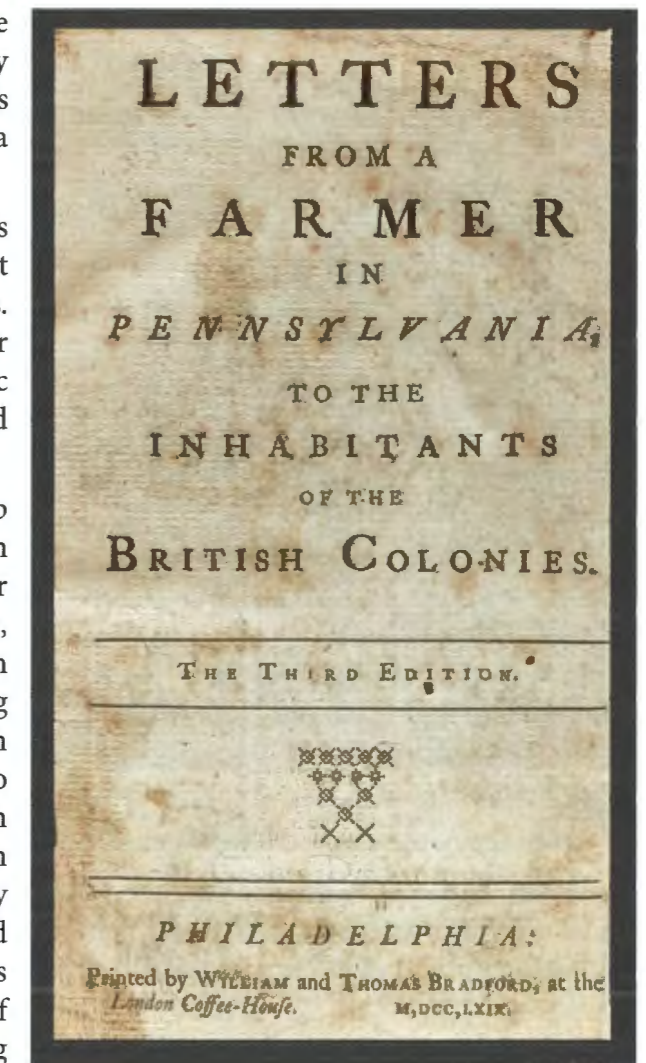 LETTERS
FROM A
FARMER
IN
PENNSYLVANIA,
TO THE
INHABITANTS
OF THE
BRITISH COLONIES.
THE THIRD EDITION.
PHILADELPHIA:
Printed by WILLIAM and THOMAS BRADFORD, at the
London Coffee-House. M,DCC,LXIX.